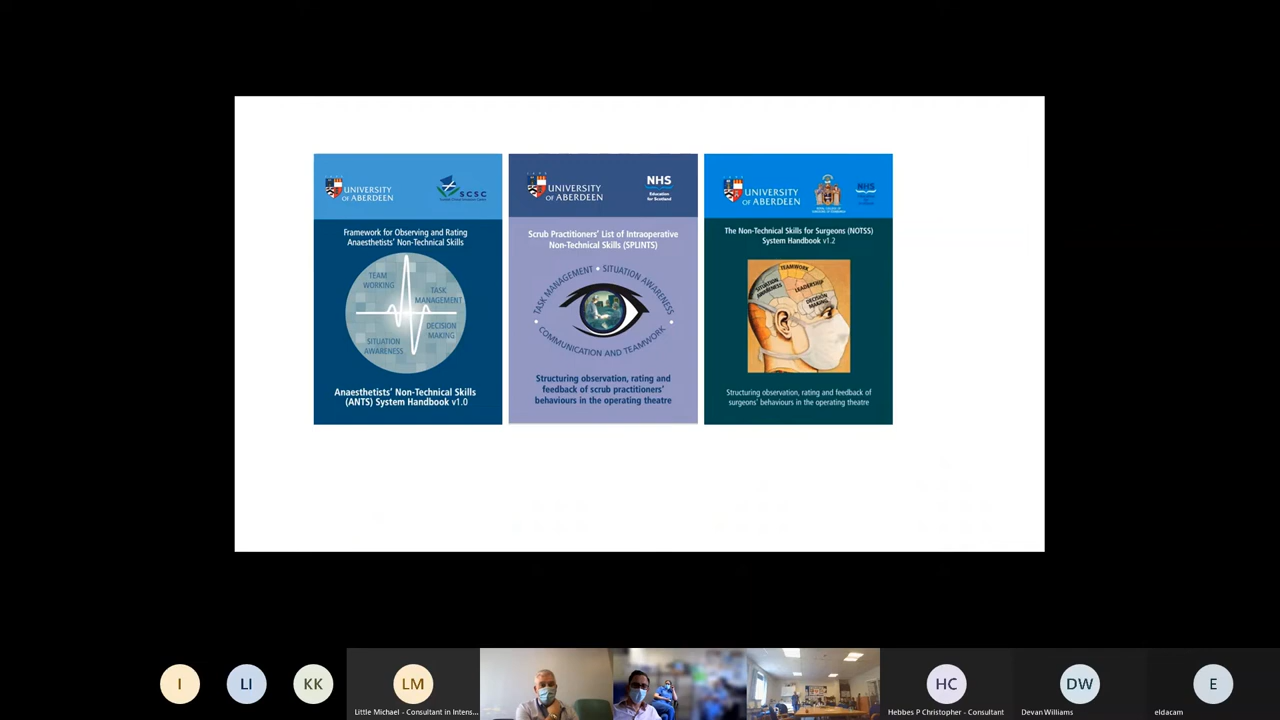 UNIVERSITY
OF ABERDEEN
SCSC
Framework for Observing and Rating
Anaesthetists' Non-Technical Skills
TEAM
WORKING
TASK
MANAGEMENT
DECISION
MAKING
SITUATION
AWARENESS
Anaesthetists' Non-Technical Skills
(ANTS) System Handbook v1.0
UNIVERSITY
OF ABERDEEN
NHS
Education
for Scotland
Scrub Practitioners' List of Intraoperative
Non-Technical Skills (SPLINTS)
TASK MANAGEMENT • SITUATION AWARENESS •
COMMUNICATION AND TEAMWORK •
Structuring observation, rating and
feedback of scrub practitioners'
behaviours in the operating theatre
UNIVERSITY
OF ABERDEEN
NHS
The Non-Technical Skills for Surgeons (NOTSS)
System Handbook v1.2
TEAMWORK
SITUATION
AWARENESS
LEADERSHIP
DECISION
MAKING
Structuring observation, rating and feedback of
surgeons' behaviours in the operating theatre
I
LI
KK
LM
Little Michael - Consultant in Intens...
HC
Hebbes P Christopher - Consultant
DW
Devan Williams
E
eldacam